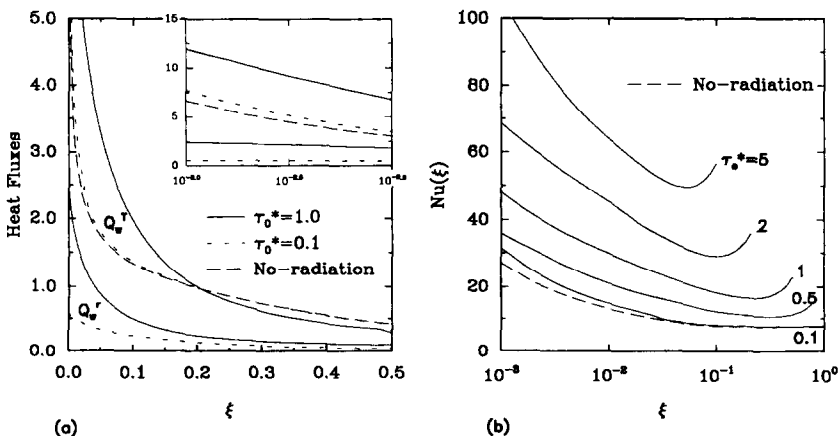 5.0
4.0
3.0
2.0
1.0
0.0
Heat Fluxes
15
10
5
0
Q_w^T
Q_w^r
τ₀*=1.0
τ₀*=0.1
No-radiation
0.0 0.1 0.2 0.3 0.4 0.5
ξ
(a)
100
80
60
40
20
0
Nu(ξ)
No-radiation
τ₀*=5
2
1
0.5
0.1
10⁻³ 10⁻² 10⁻¹ 10⁰
ξ
(b)